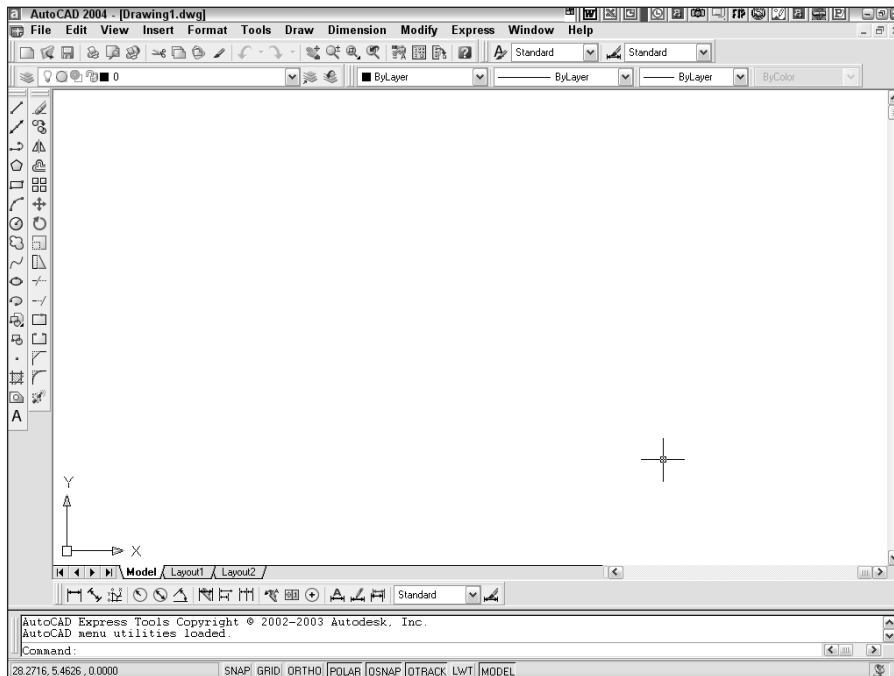 AutoCAD 2004 - [Drawing1.dwg]
File Edit View Insert Format Tools Draw Dimension Modify Express Window Help
Standard Standard
0 ByLayer ByLayer ByLayer ByColor
A
Y
X
Model Layout1 Layout2
Standard
AutoCAD Express Tools Copyright © 2002-2003 Autodesk, Inc.
AutoCAD menu utilities loaded.
Command:
28.2716, 5.4626, 0.0000 SNAP GRID ORTHO POLAR OSNAP OTRACK LWT MODEL